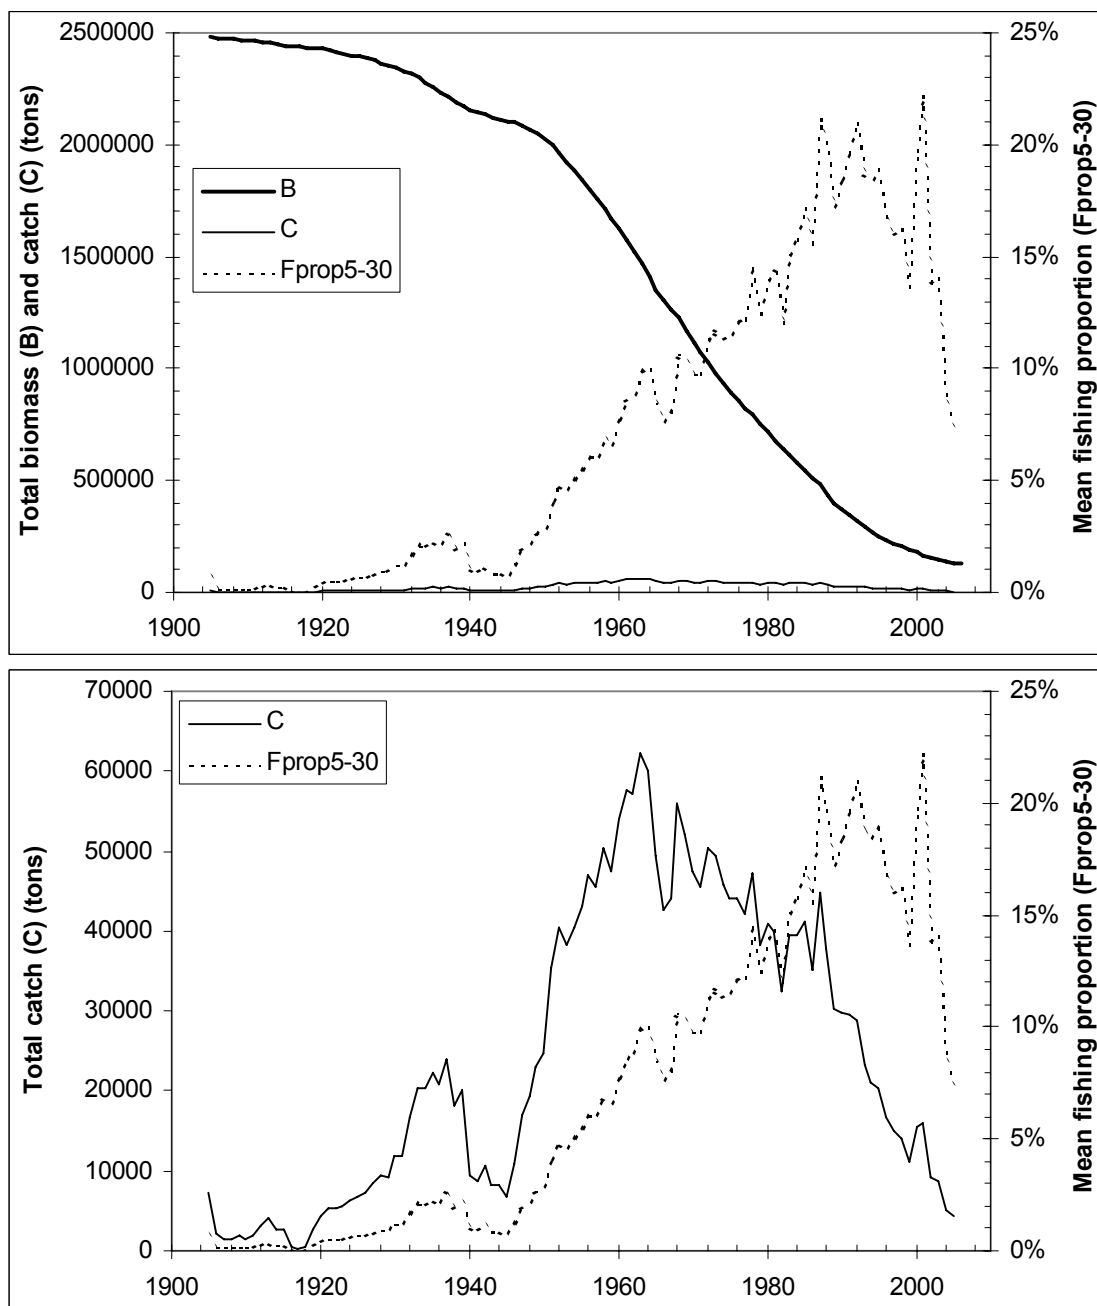 2500000
2000000
1500000
1000000
500000
0
Total biomass (B) and catch (C) (tons)
B
C
Fprop5-30
25%
20%
15%
10%
5%
0%
Mean fishing proportion (Fprop5-30)
1900 1920 1940 1960 1980 2000
70000
60000
50000
40000
30000
20000
10000
0
Total catch (C) (tons)
C
Fprop5-30
25%
20%
15%
10%
5%
0%
Mean fishing proportion (Fprop5-30)
1900 1920 1940 1960 1980 2000